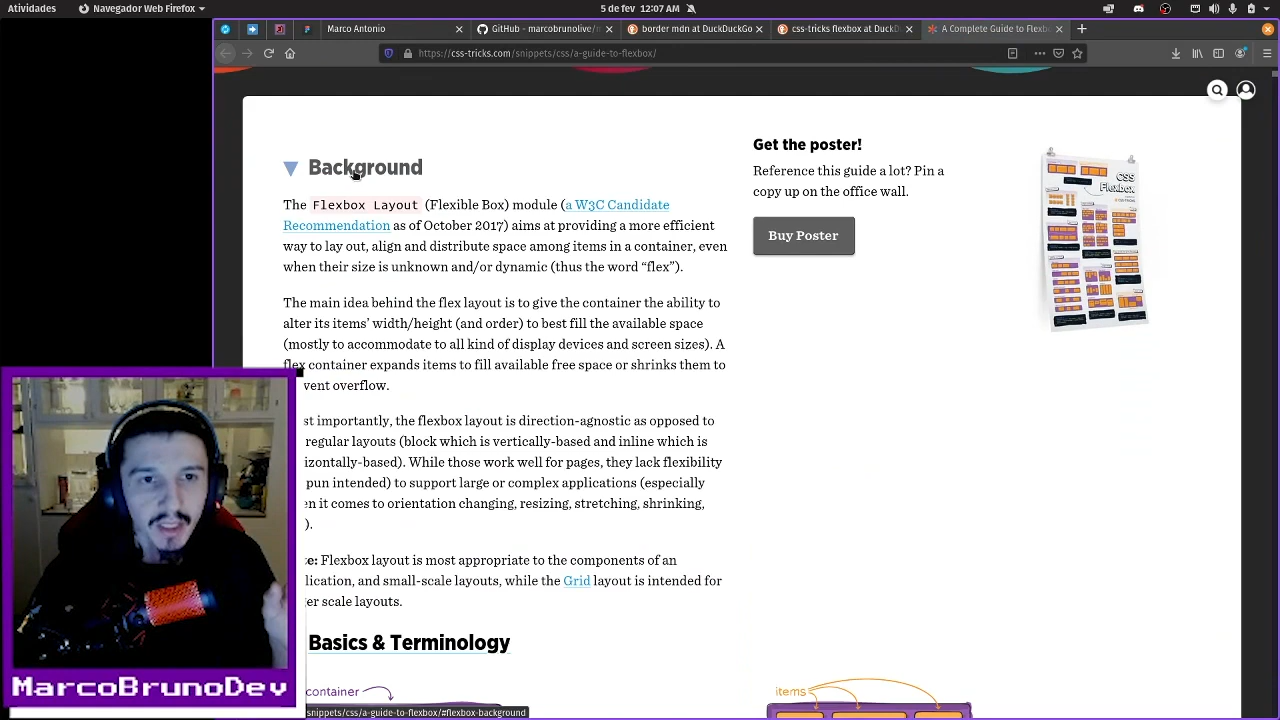 Atividades
Navegador Web Firefox
5 de fev 12:07 AM
Marco Antonio
GitHub - marcobrunolive/n
border mdn at DuckDuckGo
css-tricks flexbox at DuckD
A Complete Guide to Flexb
https://css-tricks.com/snippets/css/a-guide-to-flexbox/
Background
The Flexbox Layout (Flexible Box) module (a W3C Candidate
Recommendation as of October 2017) aims at providing a more efficient
way to lay out, align and distribute space among items in a container, even
when their size is unknown and/or dynamic (thus the word “flex”).
The main idea behind the flex layout is to give the container the ability to
alter its items’ width/height (and order) to best fill the available space
(mostly to accommodate to all kind of display devices and screen sizes). A
flex container expands items to fill available free space or shrinks them to
vent overflow.
st importantly, the flexbox layout is direction-agnostic as opposed to
regular layouts (block which is vertically-based and inline which is
izontally-based). While those work well for pages, they lack flexibility
pun intended) to support large or complex applications (especially
en it comes to orientation changing, resizing, stretching, shrinking,
).
e: Flexbox layout is most appropriate to the components of an
lication, and small-scale layouts, while the Grid layout is intended for
er scale layouts.
Basics & Terminology
container
items
snippets/css/a-guide-to-flexbox/#flexbox-background
Get the poster!
Reference this guide a lot? Pin a
copy up on the office wall.
Buy Poster
CSS
Flexbox
MarcoBrunoDev